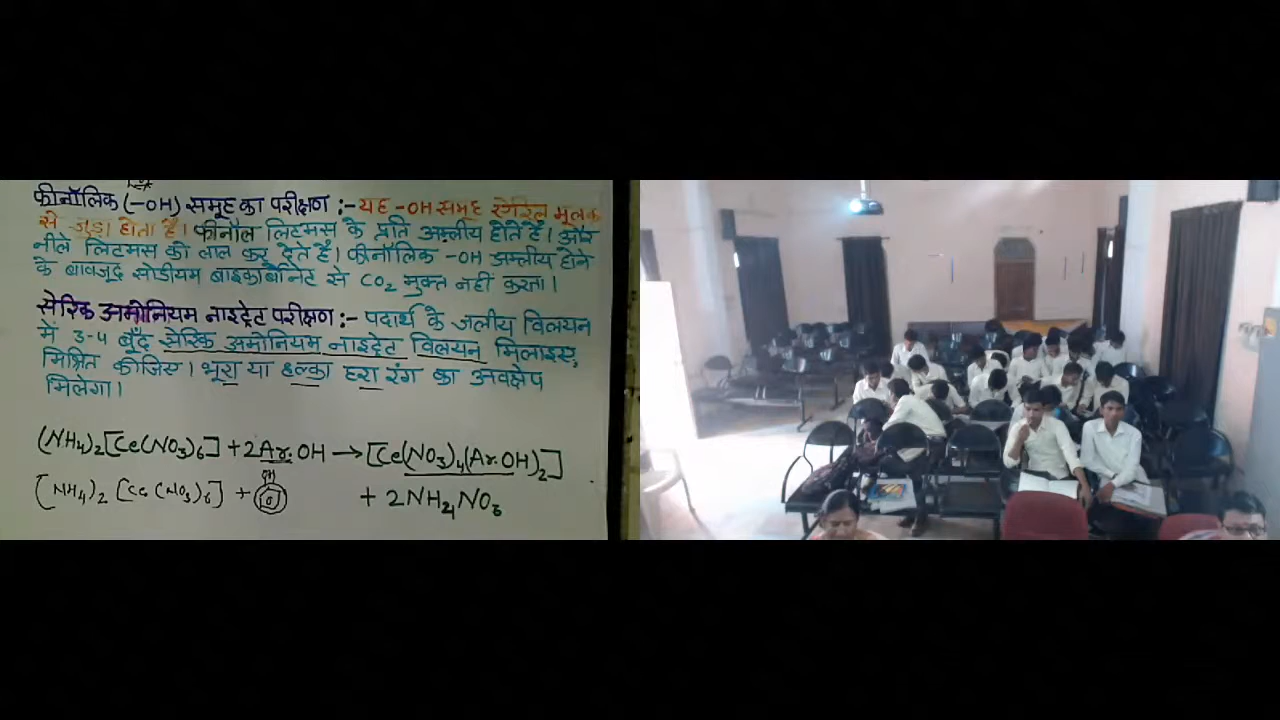 फीनॉलिक (-OH) समूह का परीक्षण :- यह -OH समूह एरिल मूलक
से जुड़ा होता है। फीनॉल लिटमस के प्रति अम्लीय होते हैं। और
नीले लिटमस को लाल कर देते हैं। फीनॉलिक -OH अम्लीय होने
के बावजूद सोडीयम बाइकार्बोनेट से CO₂ मुक्त नहीं करता।
सेरिक अमोनियम नाइट्रेट परीक्षण :- पदार्थ के जलीय विलयन
में 3-4 बूँद सेरिक अमोनियम नाइट्रेट विलयन मिलाइए,
मिश्रित कीजिए। भूरा या हल्का हरा रंग का अवक्षेप
मिलेगा।
(NH₄)₂[Ce(NO₃)₆] + 2Ar.OH → [Ce(NO₃)₄(Ar.OH)₂]
+ 2NH₄NO₃
(NH₄)₂ [Ce(NO₃)₆] + OH